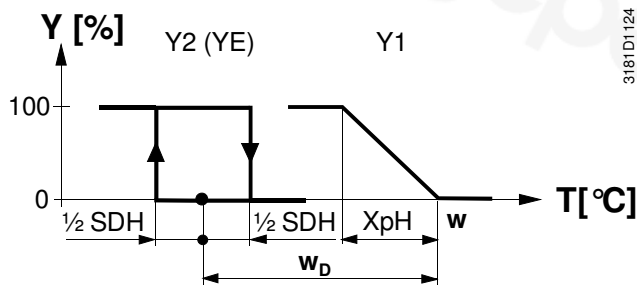 Y [%]
Y2 (YE)
Y1
3181D1124
100
0
T[°C]
½ SDH
½ SDH
XpH
w
wD